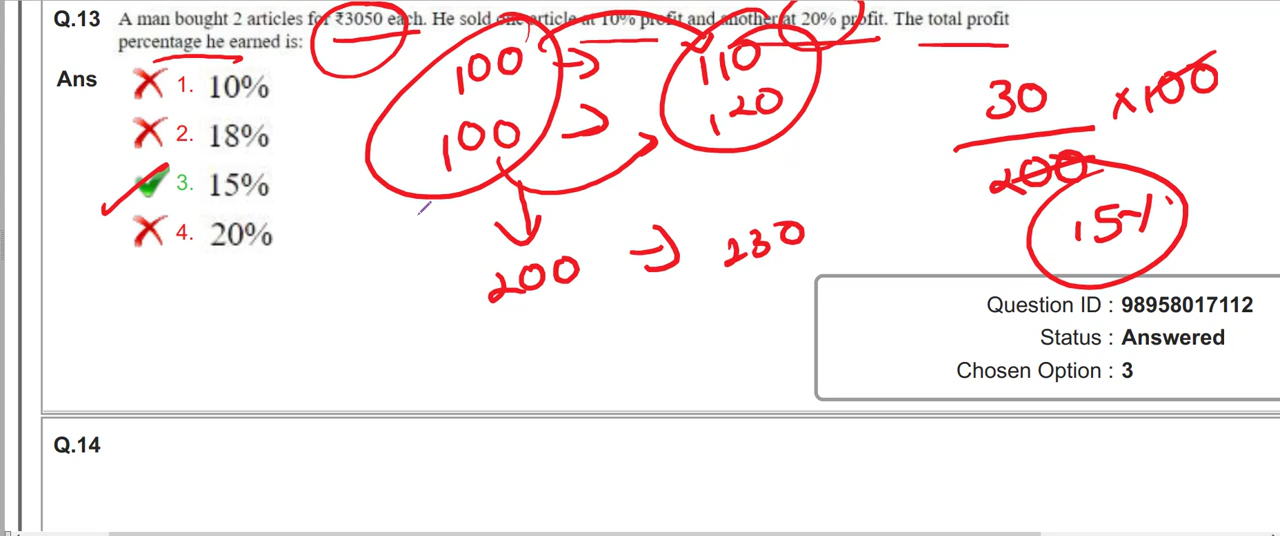 Q.13 A man bought 2 articles for ₹3050 each. He sold one article at 10% profit and another at 20% profit. The total profit
percentage he earned is:
Ans 1. 10%
2. 18%
3. 15%
4. 20%
100 → 110
100 → 120
200 → 230
30
200
×100
15%
Question ID : 98958017112
Status : Answered
Chosen Option : 3
Q.14